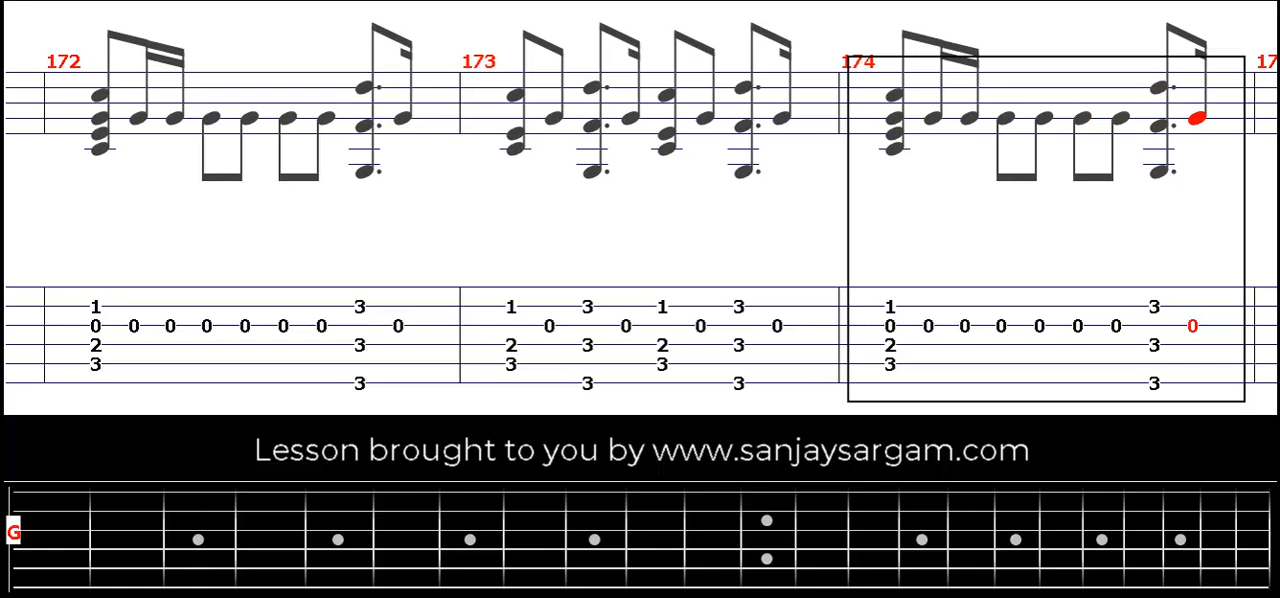 172 173 174 17
1 3 1 3 1 3 1 3
0 0 0 0 0 0 0 0 0 0 0 0 0 0 0 0 0 0 0 0
2 3 2 3 2 3 2 3
3 3 3 3
3 3 3 3
Lesson brought to you by www.sanjaysargam.com
G